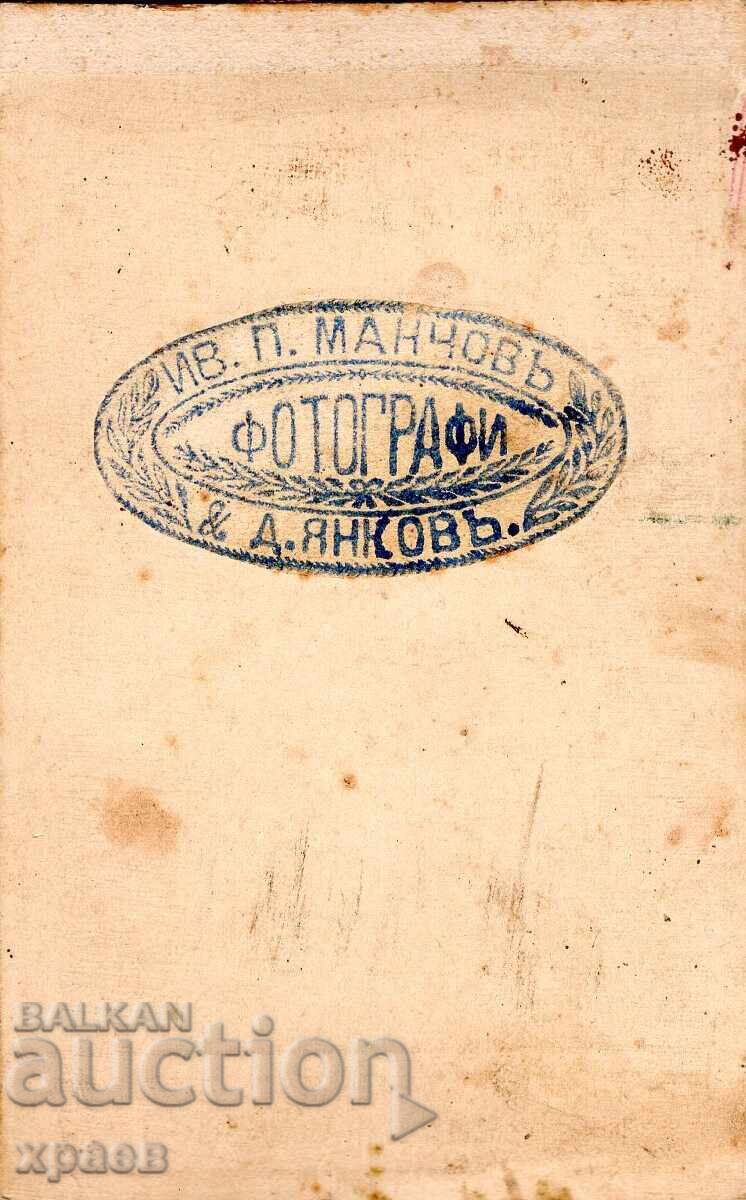 ИВ. П. МАНЧОВЪ
ФОТОГРАФИ
& Д. ЯНКОВЪ.
BALKAN
auction
храев